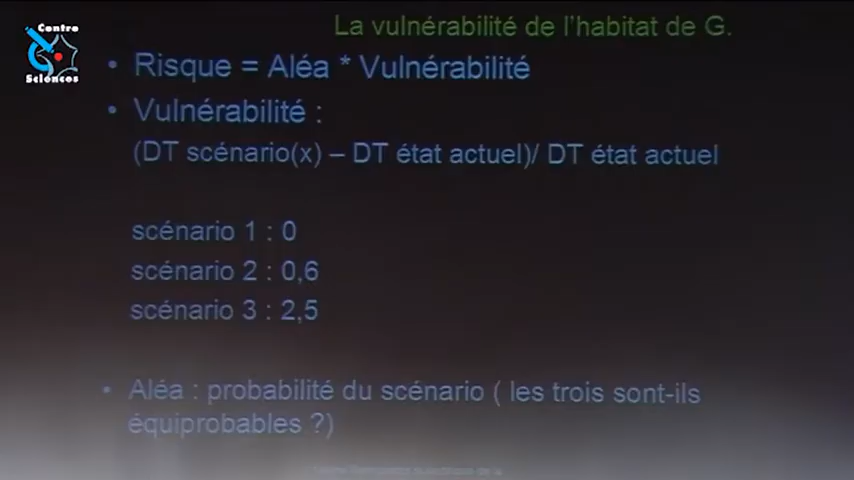 Centre
Sciences
La vulnérabilité de l'habitat de G.
• Risque = Aléa * Vulnérabilité
• Vulnérabilité :
(DT scénario(x) – DT état actuel)/ DT état actuel
scénario 1 : 0
scénario 2 : 0,6
scénario 3 : 2,5
• Aléa : probabilité du scénario ( les trois sont-ils
équiprobables ?)